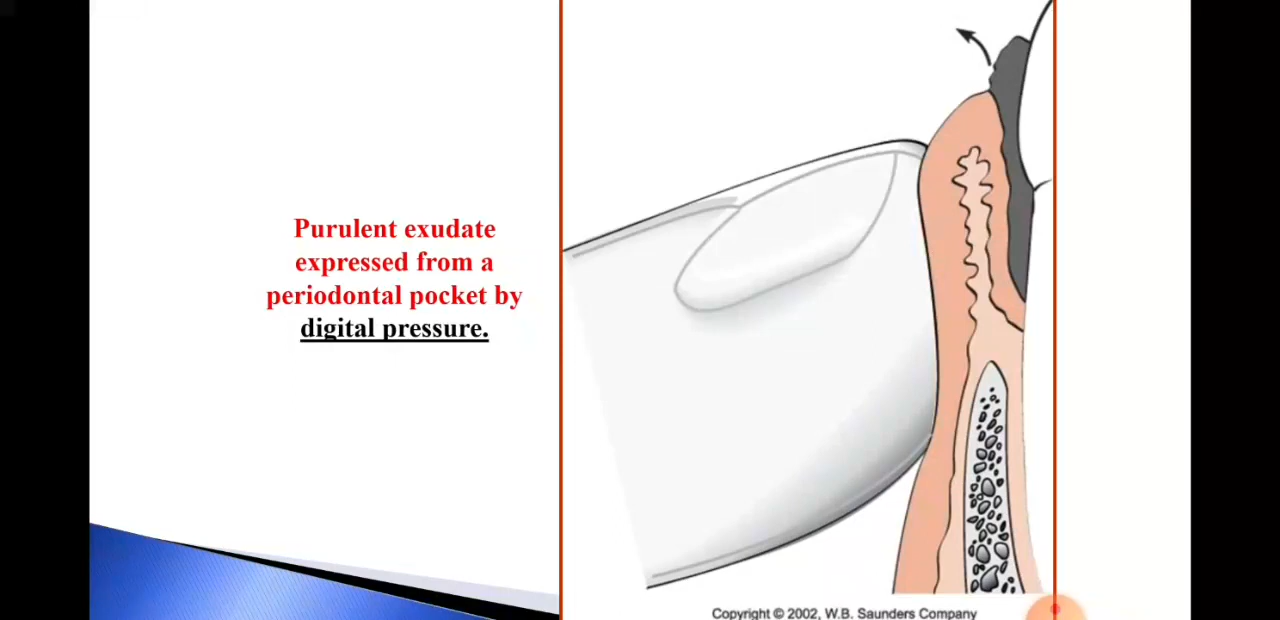 Purulent exudate
expressed from a
periodontal pocket by
digital pressure.
Copyright © 2002, W.B. Saunders Company